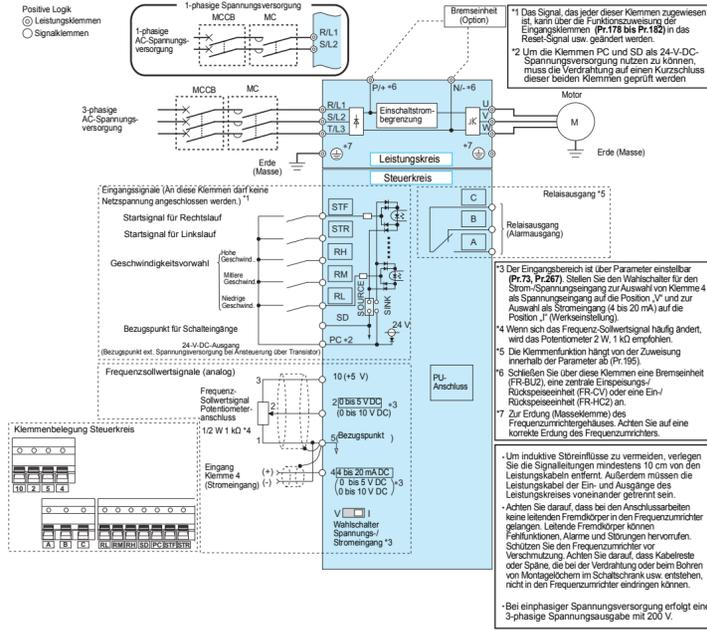 Positive Logik
Leistungsklemmen
Signalklemmen
1-phasige Spannungsversorgung
MCCB
MC
1-phasige
AC-Spannungs-
versorgung
R/L1
S/L2
Bremseinheit
(Option)
*1 Das Signal, das jeder dieser Klemmen zugewiesen
ist, kann über die Funktionszuweisung der
Eingangsklemmen (Pr.178 bis Pr.182) in das
Reset-Signal usw. geändert werden.
*2 Um die Klemmen PC und SD als 24-V-DC-
Spannungsversorgung nutzen zu können,
muss die Verdrahtung auf einen Kurzschluss
dieser beiden Klemmen geprüft werden
P/+ *6
N/- *6
MCCB
MC
3-phasige
AC-Spannungs-
versorgung
R/L1
S/L2
T/L3
Einschaltstrom-
begrenzung
U
V
W
Motor
M
*7
*7
Erde
(Masse)
Erde (Masse)
Leistungskreis
Steuerkreis
Eingangssignale (An diese Klemmen darf keine
Netzspannung angeschlossen werden.) *1
Startsignal für Rechtslauf
Startsignal für Linkslauf
Geschwindigkeitsvorwahl
Hohe
Geschwind.
Mittlere
Geschwind.
Niedrige
Geschwind.
Bezugspunkt für Schalteingänge
24-V-DC-Ausgang
(Bezugspunkt ext. Spannungsversorgung bei Ansteuerung über Transistor)
STF
STR
RH
RM
RL
SD
PC *2
SOURCE
SINK
24 V
C
B
A
Relaisausgang *5
Relaisausgang
(Alarmausgang)
*3 Der Eingangsbereich ist über Parameter einstellbar
(Pr.73, Pr.267). Stellen Sie den Wahlschalter für den
Strom-/Spannungseingang zur Auswahl von Klemme 4
als Spannungseingang auf die Position „V" und zur
Auswahl als Stromeingang (4 bis 20 mA) auf die
Position „I" (Werkseinstellung).
*4 Wenn sich das Frequenz-Sollwertsignal häufig ändert,
wird das Potentiometer 2 W, 1 kΩ empfohlen.
*5 Die Klemmenfunktion hängt von der Zuweisung
innerhalb der Parameter ab (Pr.195).
*6 Schließen Sie über diese Klemmen eine Bremseinheit
(FR-BU2), eine zentrale Einspeisungs-/
Rückspeiseeinheit (FR-CV) oder eine Ein-/
Rückspeiseeinheit (FR-HC2) an.
*7 Zur Erdung (Masseklemme) des
Frequenzumrichtergehäuses. Achten Sie auf eine
korrekte Erdung des Frequenzumrichters.
Frequenzsollwertsignale (analog)
Frequenz-
Sollwertsignal
Potentiometer-
anschluss
1/2 W 1 kΩ *4
3
2
1
10 (+5 V)
2
0 bis 5 V DC
(0 bis 10 V DC)
*3
5(Bezugspunkt )
Eingang
Klemme 4
(Stromeingang)
(+)
(-)
4
4 bis 20 mA DC
0 bis 5 V DC
0 bis 10 V DC
*3
V
I
Wahlschalter
Spannungs-/
Stromeingang *3
PU-
Anschluss
Klemmenbelegung Steuerkreis
10 2 5 4
A B C RL RM RH SD PC STF STR
· Um induktive Störeinflüsse zu vermeiden, verlegen
Sie die Signalleitungen mindestens 10 cm von den
Leistungskabeln entfernt. Außerdem müssen die
Leistungskabel der Ein- und Ausgänge des
Leistungskreises voneinander getrennt sein.
· Achten Sie darauf, dass bei den Anschlussarbeiten
keine leitenden Fremdkörper in den Frequenzumrichter
gelangen. Leitende Fremdkörper können
Fehlfunktionen, Alarme und Störungen hervorrufen.
Schützen Sie den Frequenzumrichter vor
Verschmutzung. Achten Sie darauf, dass Kabelreste
oder Späne, die bei der Verdrahtung oder beim Bohren
von Montagelöchern im Schaltschrank usw. entstehen,
nicht in den Frequenzumrichter eindringen können.
· Bei einphasiger Spannungsversorgung erfolgt eine
3-phasige Spannungsausgabe mit 200 V.